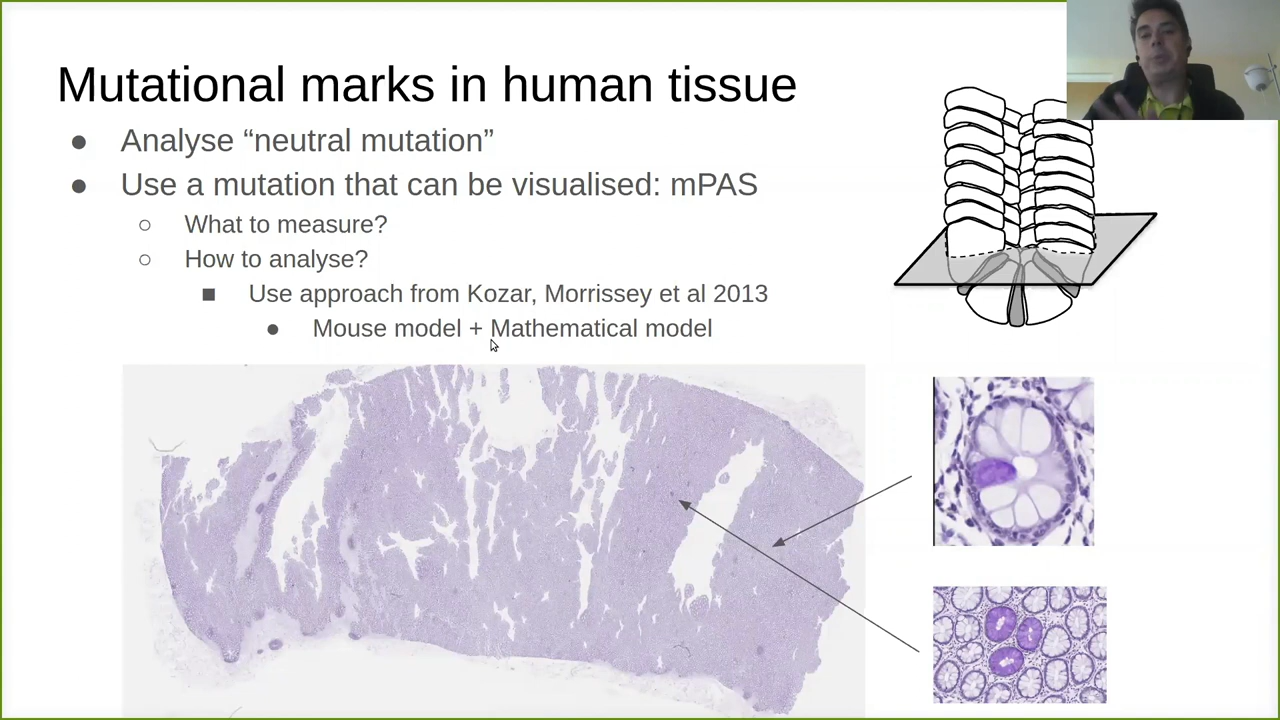 Mutational marks in human tissue
● Analyse “neutral mutation”
● Use a mutation that can be visualised: mPAS
○ What to measure?
○ How to analyse?
■ Use approach from Kozar, Morrissey et al 2013
● Mouse model + Mathematical model